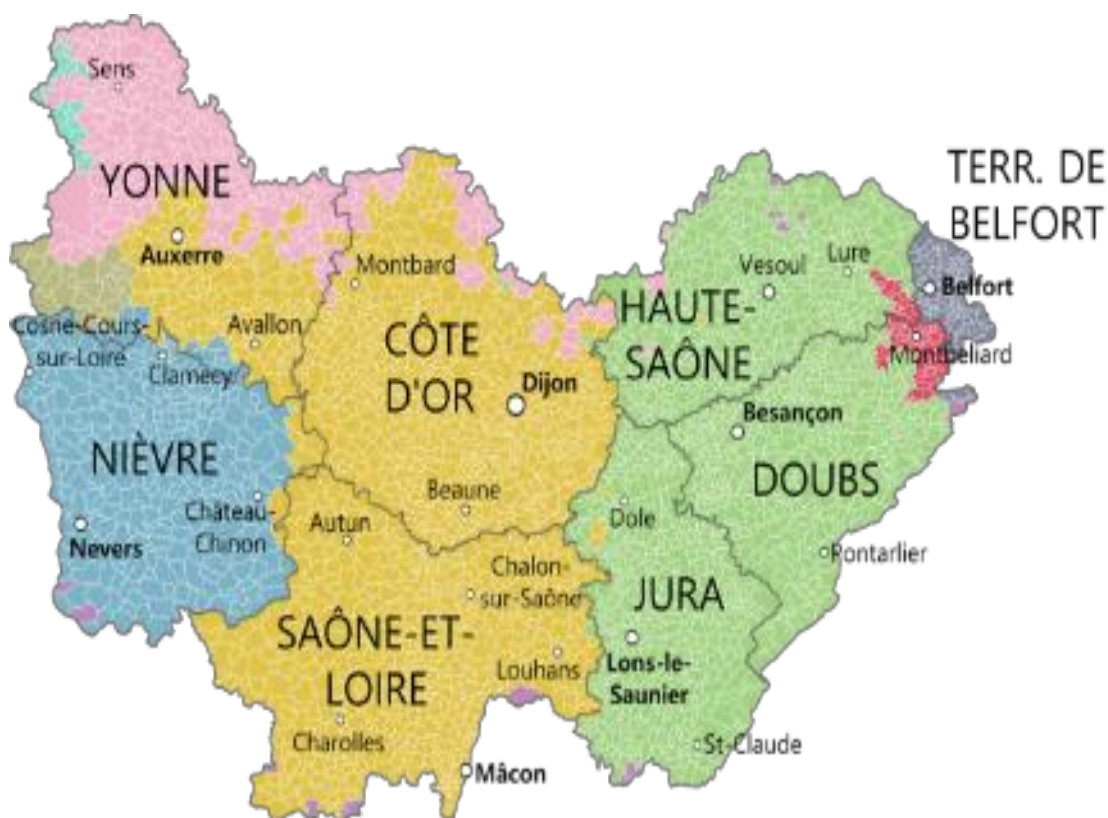 Sens
YONNE
TERR. DE
BELFORT
Auxerre
Montbard
Vesoul
Lure
Belfort
Cosne-Cours-
sur-Loire
Clamecy
Avallon
CÔTE
D'OR
HAUTE-
SAÔNE
Montbéliard
Dijon
Besançon
NIÈVRE
DOUBS
Château-
Chinon
Beaune
Dole
Nevers
Autun
Pontarlier
Chalon-
sur-Saône
JURA
SAÔNE-ET-
LOIRE
Louhans
Lons-le-
Saunier
Charolles
St-Claude
Mâcon